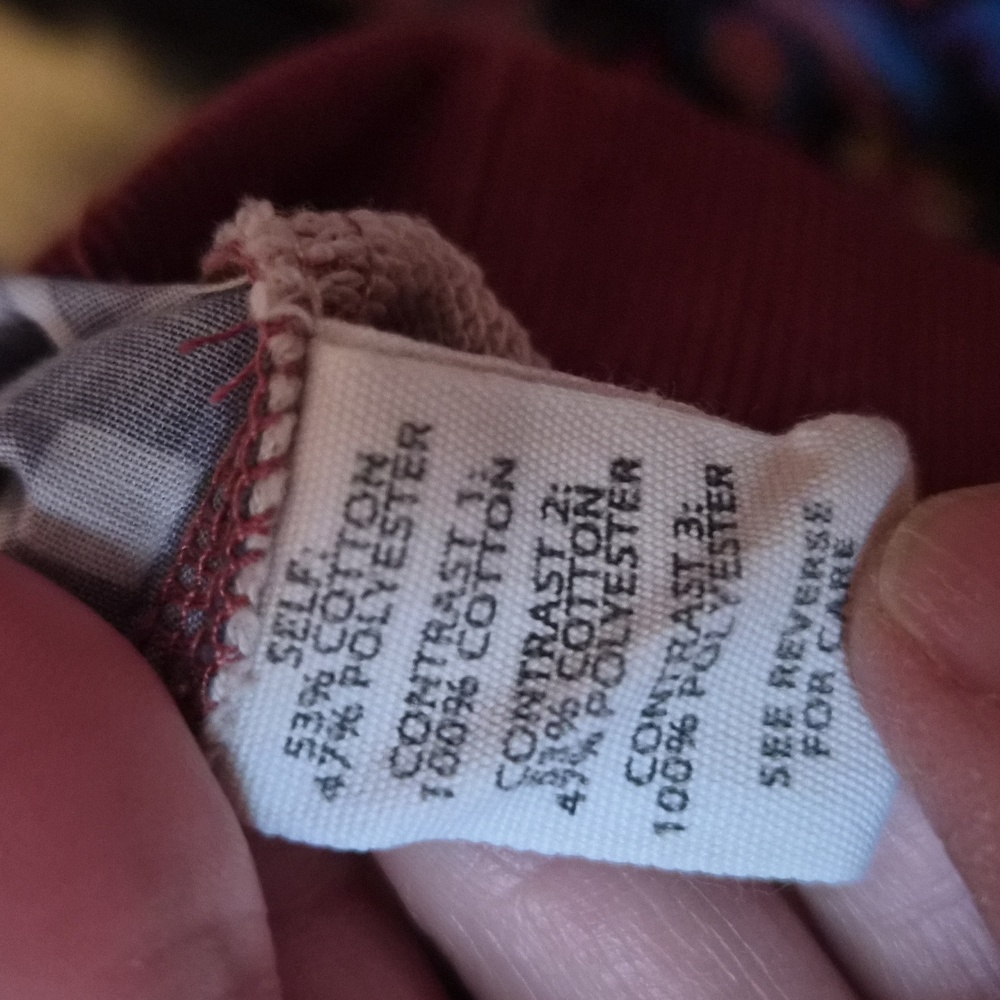 SELF:
53% COTTON
47% POLYESTER
CONTRAST 1:
100% COTTON
CONTRAST 2:
53% COTTON
47% POLYESTER
CONTRAST 3:
100% POLYESTER
SEE REVERSE
FOR CARE